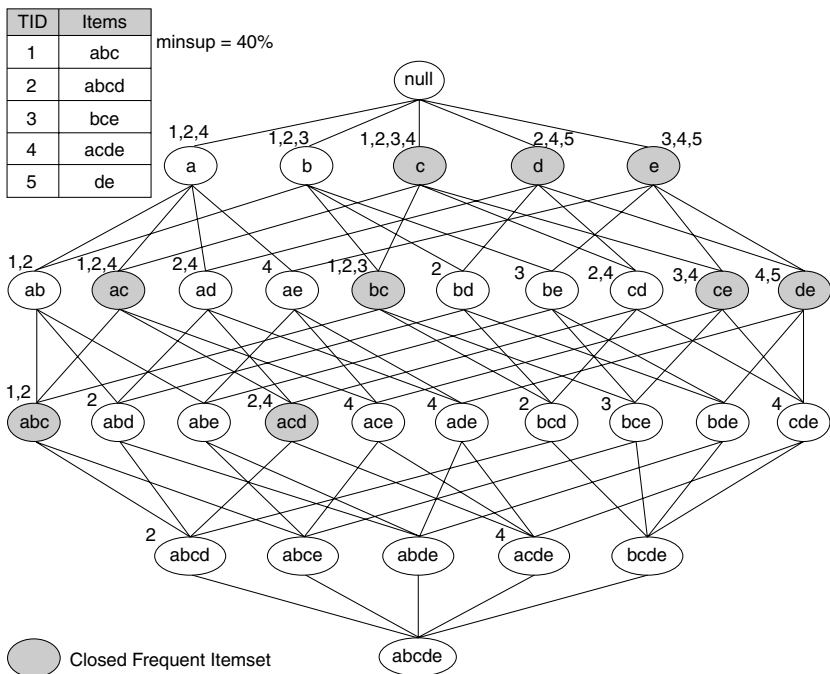 TID Items
1 abc
2 abcd
3 bce
4 acde
5 de
minsup = 40%
null
1,2,4 1,2,3 1,2,3,4 2,4,5 3,4,5
a b c d e
1,2 1,2,4 2,4 4 1,2,3 2 3 2,4 3,4 4,5
ab ac ad ae bc bd be cd ce de
1,2 2 2,4 4 4 2 3 4
abc abd abe acd ace ade bcd bce bde cde
2 4
abcd abce abde acde bcde
abcde
Closed Frequent Itemset